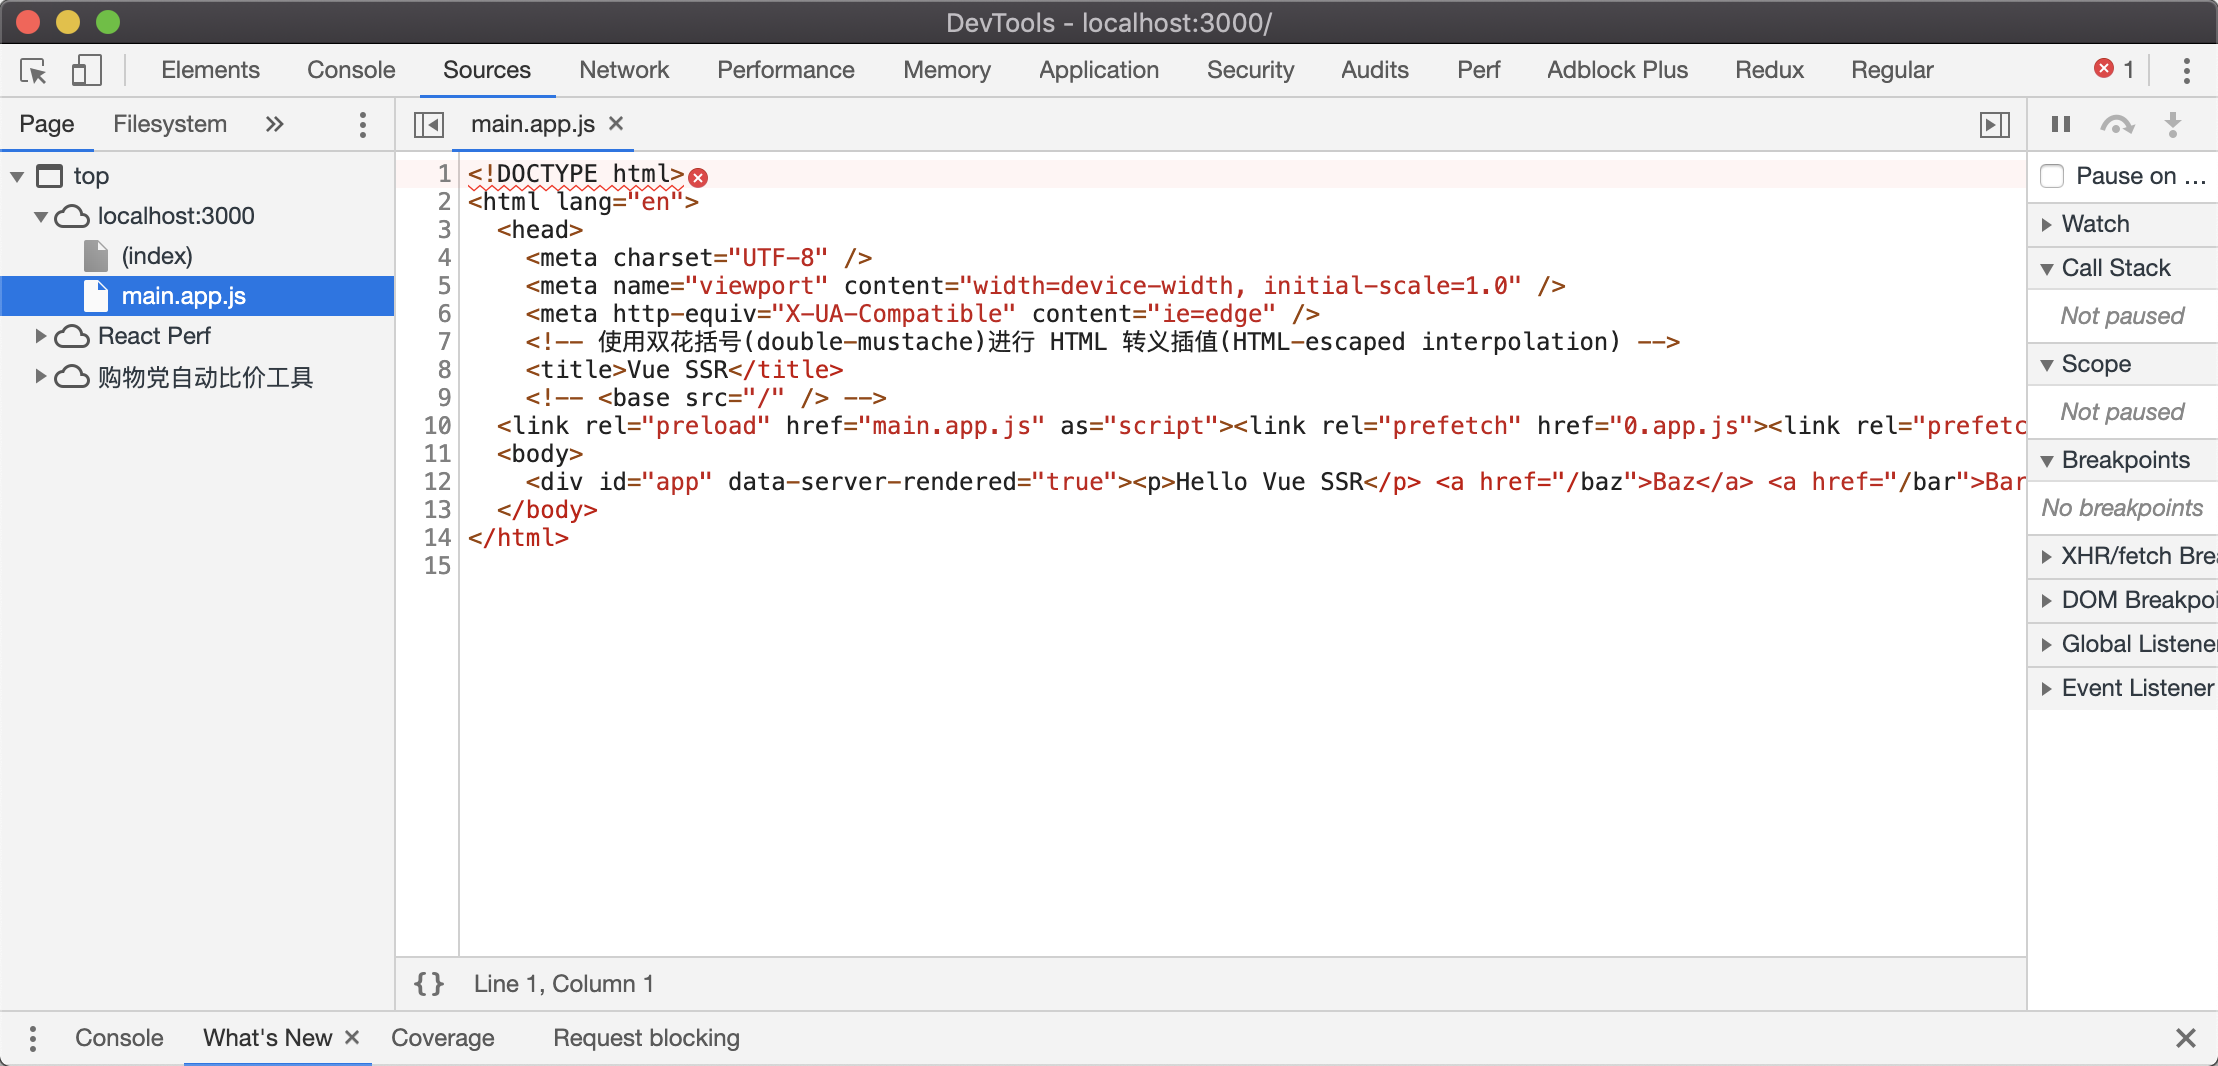 DevTools - localhost:3000/
Elements Console Sources Network Performance Memory Application Security Audits Perf Adblock Plus Redux Regular 1
Page Filesystem
main.app.js
top
localhost:3000
(index)
main.app.js
React Perf
购物党自动比价工具
1 <!DOCTYPE html>
2 <html lang="en">
3 <head>
4 <meta charset="UTF-8" />
5 <meta name="viewport" content="width=device-width, initial-scale=1.0" />
6 <meta http-equiv="X-UA-Compatible" content="ie=edge" />
7 <!-- 使用双花括号(double-mustache)进行 HTML 转义插值(HTML-escaped interpolation) -->
8 <title>Vue SSR</title>
9 <!-- <base src="/" /> -->
10 <link rel="preload" href="main.app.js" as="script"><link rel="prefetch" href="0.app.js"><link rel="prefetc
11 <body>
12 <div id="app" data-server-rendered="true"><p>Hello Vue SSR</p> <a href="/baz">Baz</a> <a href="/bar">Bar
13 </body>
14 </html>
15
{} Line 1, Column 1
Pause on ...
Watch
Call Stack
Not paused
Scope
Not paused
Breakpoints
No breakpoints
XHR/fetch Brea
DOM Breakpoi
Global Listene
Event Listener
Console What's New Coverage Request blocking